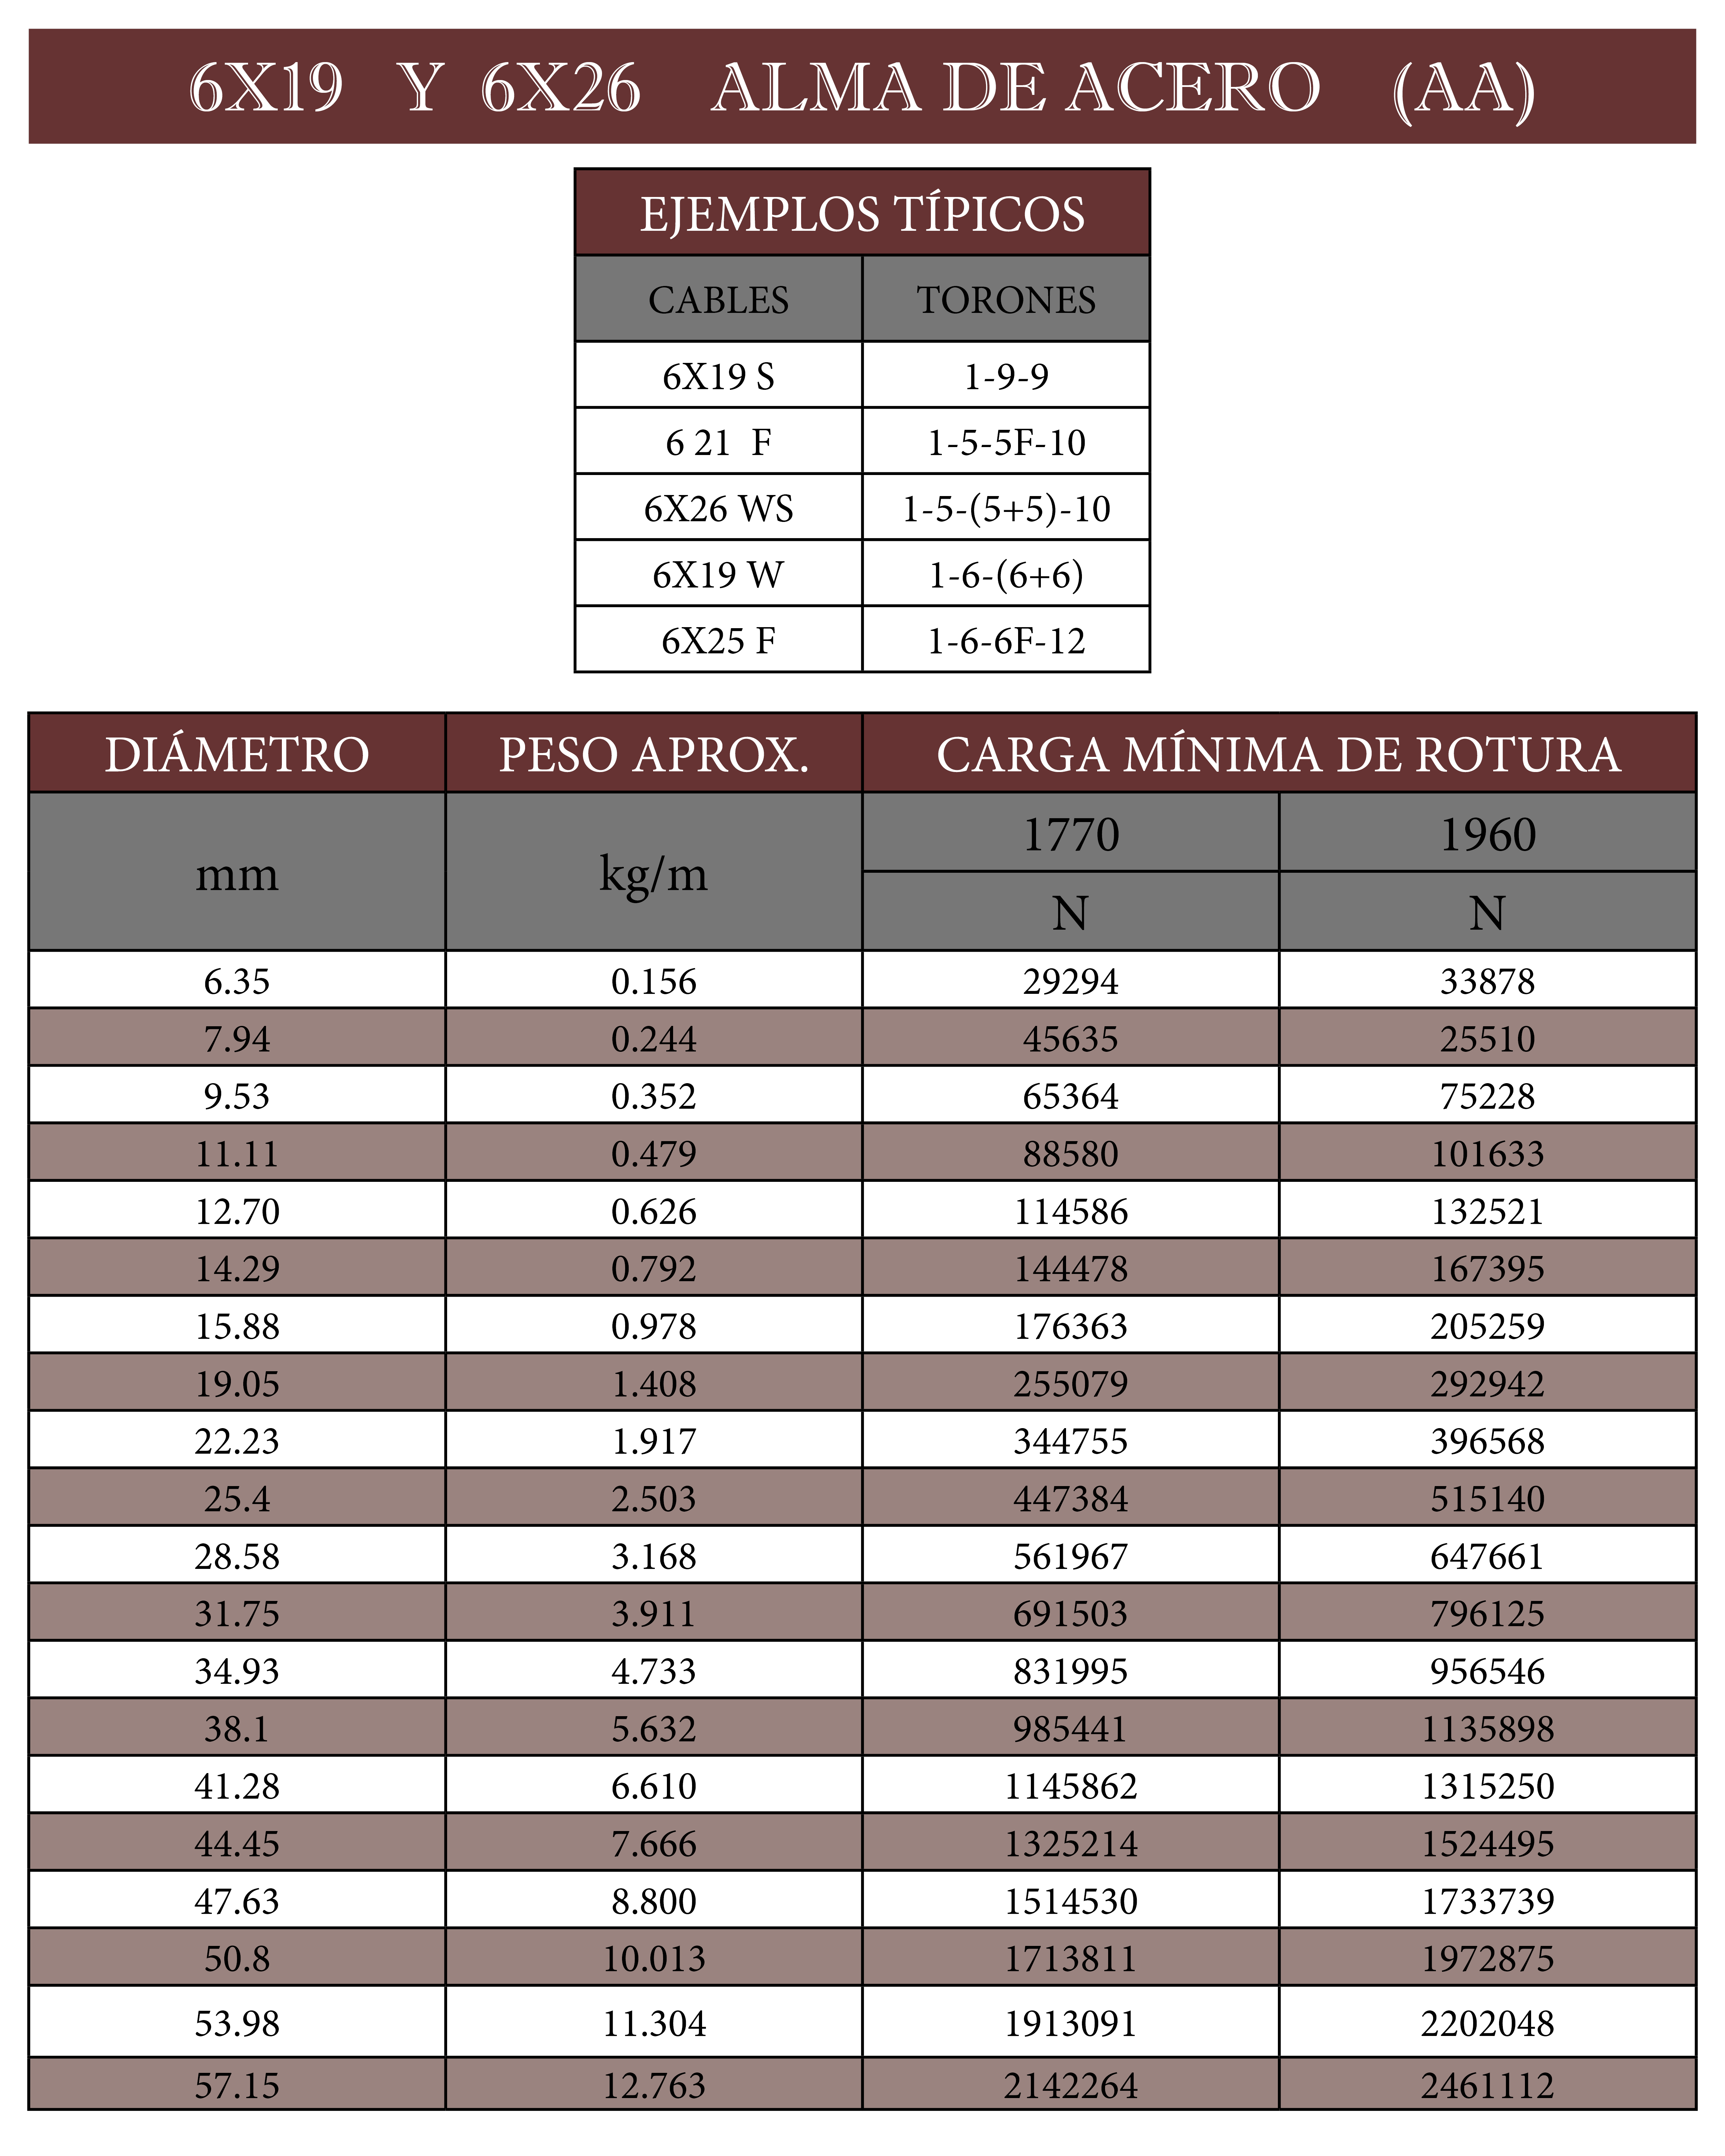 6X19 Y 6X26 ALMA DE ACERO (AA)
EJEMPLOS TÍPICOS
CABLES TORONES
6X19 S 1-9-9
6 21 F 1-5-5F-10
6X26 WS 1-5-(5+5)-10
6X19 W 1-6-(6+6)
6X25 F 1-6-6F-12
DIÁMETRO PESO APROX. CARGA MÍNIMA DE ROTURA
mm kg/m 1770 1960
N N
6.35 0.156 29294 33878
7.94 0.244 45635 25510
9.53 0.352 65364 75228
11.11 0.479 88580 101633
12.70 0.626 114586 132521
14.29 0.792 144478 167395
15.88 0.978 176363 205259
19.05 1.408 255079 292942
22.23 1.917 344755 396568
25.4 2.503 447384 515140
28.58 3.168 561967 647661
31.75 3.911 691503 796125
34.93 4.733 831995 956546
38.1 5.632 985441 1135898
41.28 6.610 1145862 1315250
44.45 7.666 1325214 1524495
47.63 8.800 1514530 1733739
50.8 10.013 1713811 1972875
53.98 11.304 1913091 2202048
57.15 12.763 2142264 2461112